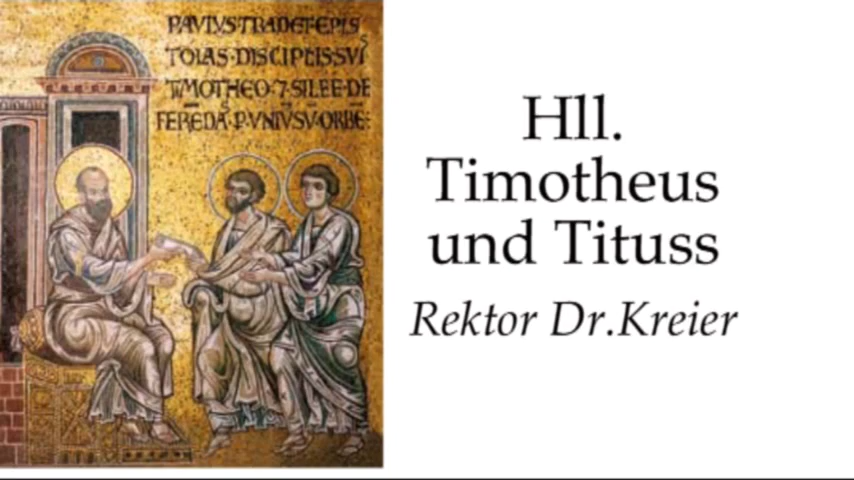 PAVLVS·TRADET·EPIS
TOLAS·DISCIPLIS·SVI
S
TIMOTHEO·7·SILEE·DE
FEREDA·P·VNIVSV·ORBE:
S
Hll.
Timotheus
und Tituss
Rektor Dr.Kreier